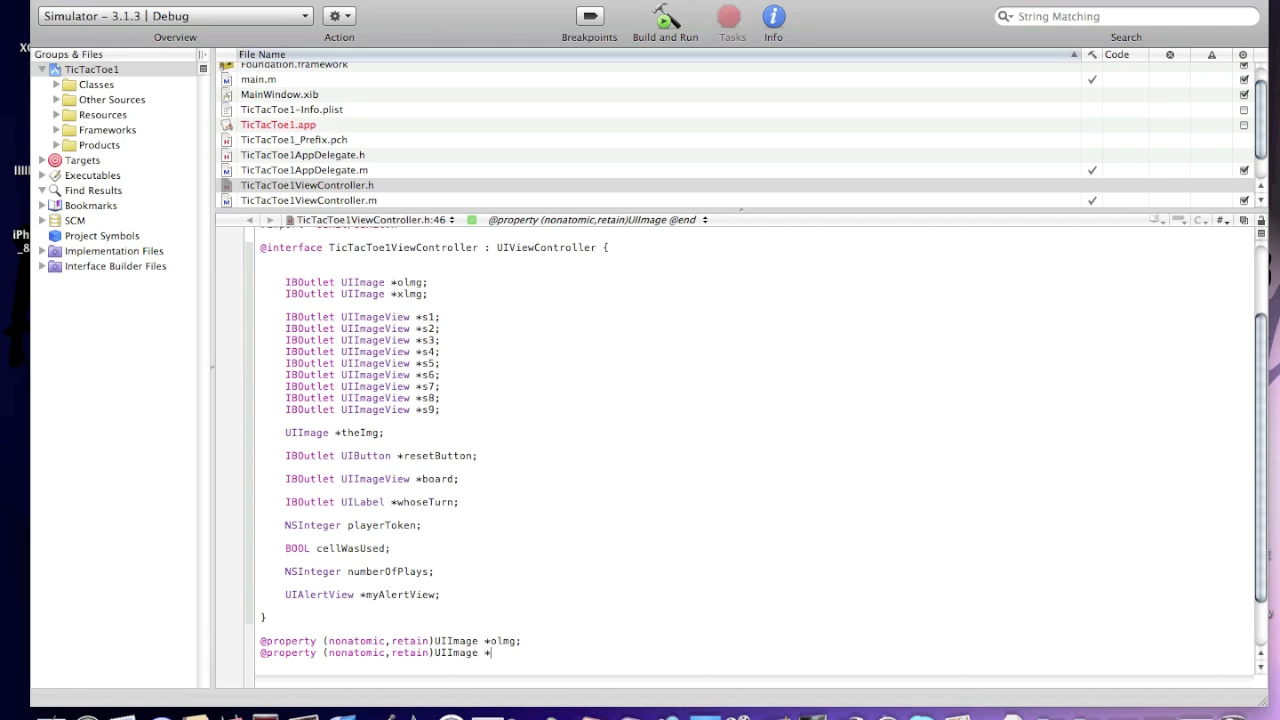 Simulator - 3.1.3 | Debug
String Matching
Overview
Action
Breakpoints
Build and Run
Tasks
Info
Search
Groups & Files
File Name
Code
TicTacToe1
Classes
Other Sources
Resources
Frameworks
Products
Targets
Executables
Find Results
Bookmarks
SCM
Project Symbols
Implementation Files
Interface Builder Files
Foundation.framework
main.m
MainWindow.xib
TicTacToe1-Info.plist
TicTacToe1.app
TicTacToe1_Prefix.pch
TicTacToe1AppDelegate.h
TicTacToe1AppDelegate.m
TicTacToe1ViewController.h
TicTacToe1ViewController.m
TicTacToe1ViewController.h:46
@property (nonatomic,retain)UIImage @end
@interface TicTacToe1ViewController : UIViewController {
IBOutlet UIImage *oImg;
IBOutlet UIImage *xImg;
IBOutlet UIImageView *s1;
IBOutlet UIImageView *s2;
IBOutlet UIImageView *s3;
IBOutlet UIImageView *s4;
IBOutlet UIImageView *s5;
IBOutlet UIImageView *s6;
IBOutlet UIImageView *s7;
IBOutlet UIImageView *s8;
IBOutlet UIImageView *s9;
UIImage *theImg;
IBOutlet UIButton *resetButton;
IBOutlet UIImageView *board;
IBOutlet UILabel *whoseTurn;
NSInteger playerToken;
BOOL cellWasUsed;
NSInteger numberOfPlays;
UIAlertView *myAlertView;
}
@property (nonatomic,retain)UIImage *oImg;
@property (nonatomic,retain)UIImage *